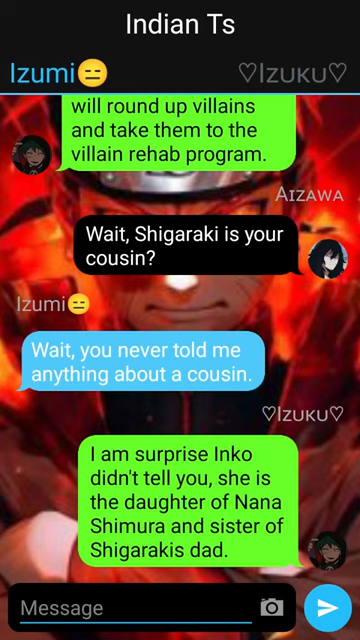 Indian Ts
Izumi😑
♡Izuku♡
will round up villains
and take them to the
villain rehab program.
Aizawa
Wait, Shigaraki is your
cousin?
Izumi😑
Wait, you never told me
anything about a cousin.
♡Izuku♡
I am surprise Inko
didn't tell you, she is
the daughter of Nana
Shimura and sister of
Shigarakis dad.
Message